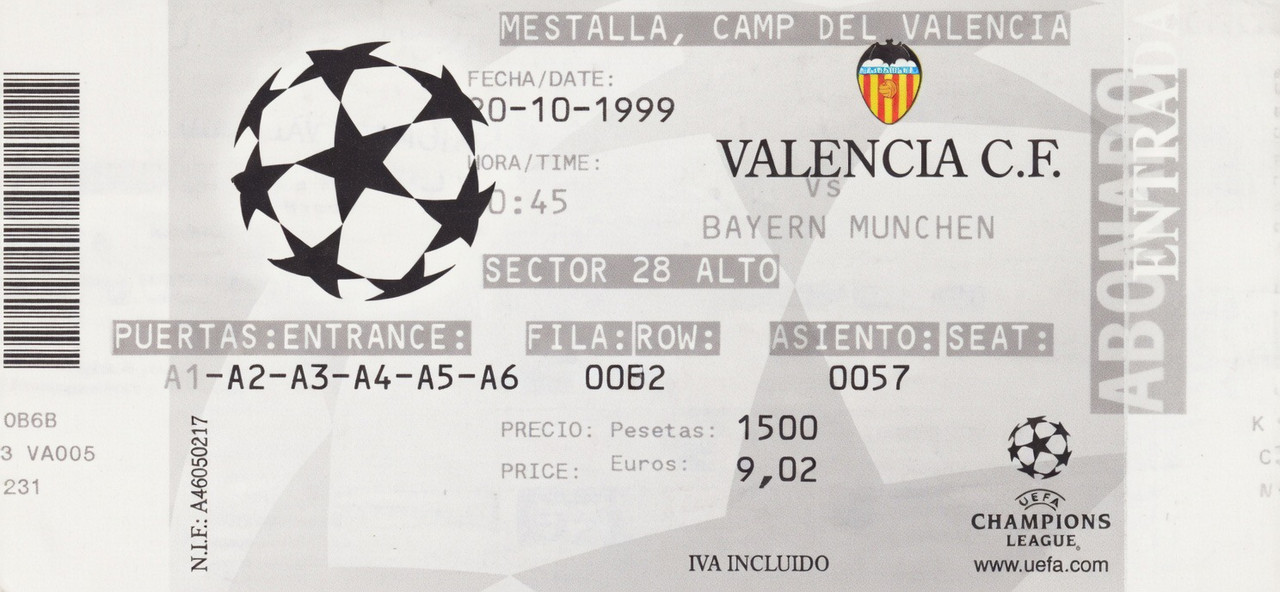 MESTALLA, CAMP DEL VALENCIA
FECHA/DATE:
20-10-1999
HORA/TIME:
0:45
VALENCIA C.F.
VS
BAYERN MUNCHEN
SECTOR 28 ALTO
PUERTAS:ENTRANCE: FILA:ROW: ASIENTO:SEAT:
A1-A2-A3-A4-A5-A6 0057
PRECIO: Pesetas: 1500
PRICE: Euros: 9,02
IVA INCLUIDO
N.I.F.: A46050217
UEFA
CHAMPIONS
LEAGUE
www.uefa.com
ABONARO
ENTRADA
0B6B
3 VA005
231
K